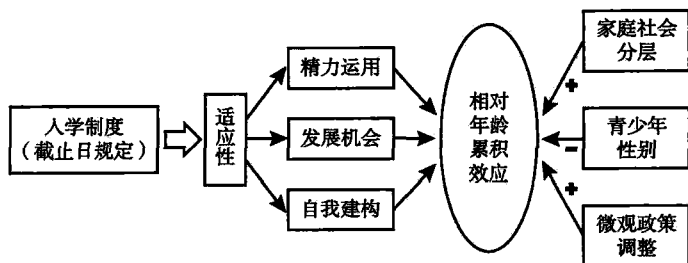 入学制度
（截止日规定）
适应性
精力运用
发展机会
自我建构
相对
年龄
累积
效应
家庭社会
分层
+
青少年
性别
-
+
微观政策
调整